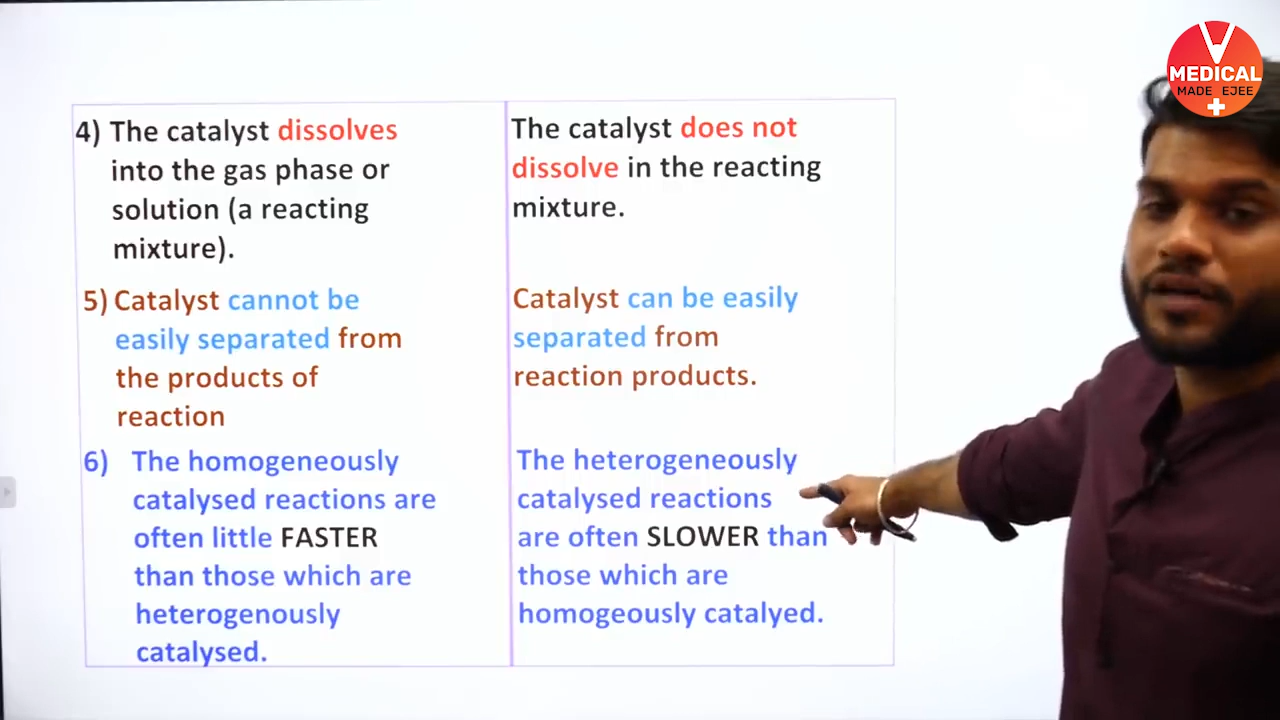 MEDICAL
MADE EJEE
4) The catalyst dissolves
into the gas phase or
solution (a reacting
mixture).
The catalyst does not
dissolve in the reacting
mixture.
5) Catalyst cannot be
easily separated from
the products of
reaction
Catalyst can be easily
separated from
reaction products.
6) The homogeneously
catalysed reactions are
often little FASTER
than those which are
heterogenously
catalysed.
The heterogeneously
catalysed reactions
are often SLOWER than
those which are
homogeously catalyed.